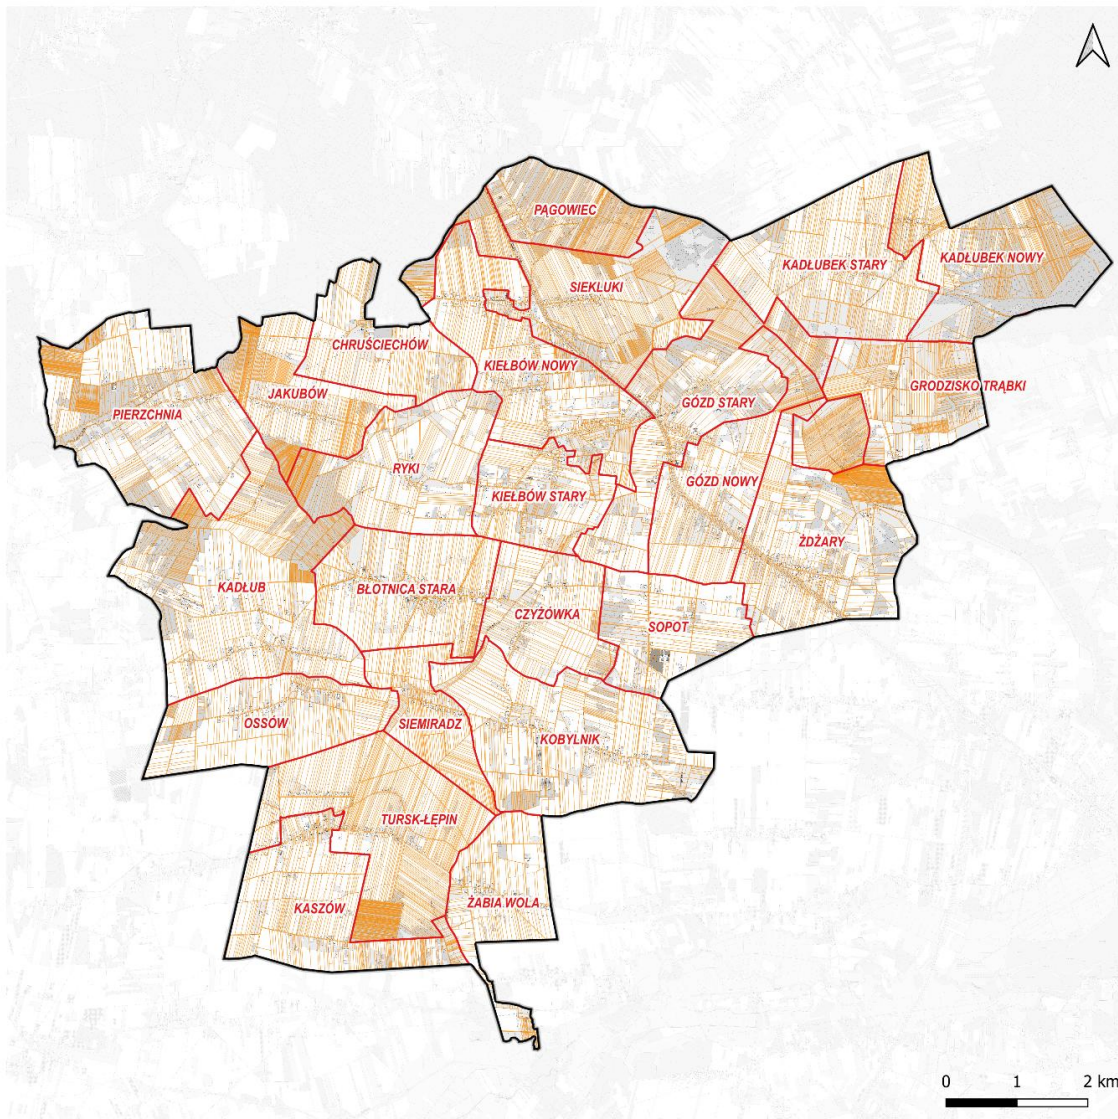 PĄGOWIEC
KADŁUBEK STARY
KADŁUBEK NOWY
SIEKLUKI
CHRUŚCIECHÓW
KIEŁBÓW NOWY
GRODZISKO TRĄBKI
JAKUBÓW
GÓZD STARY
PIERZCHNIA
RYKI
KIEŁBÓW STARY
GÓZD NOWY
ŻDŻARY
KADŁUB
BŁOTNICA STARA
CZYŻÓWKA
SOPOT
OSSÓW
SIEMIRADZ
KOBYLNIK
TURSK-ŁĘPIN
KASZÓW
ŻABIA WOLA
0 1 2 km